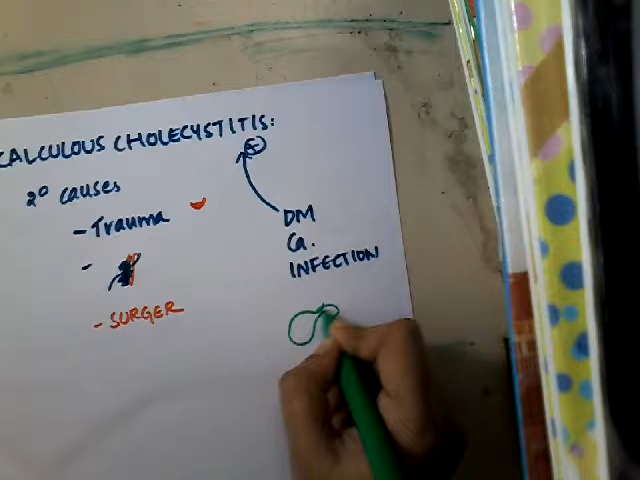 CALCULOUS CHOLECYSTITIS:
2° causes
- Trauma
-
- SURGER
DM
Ca.
INFECTION